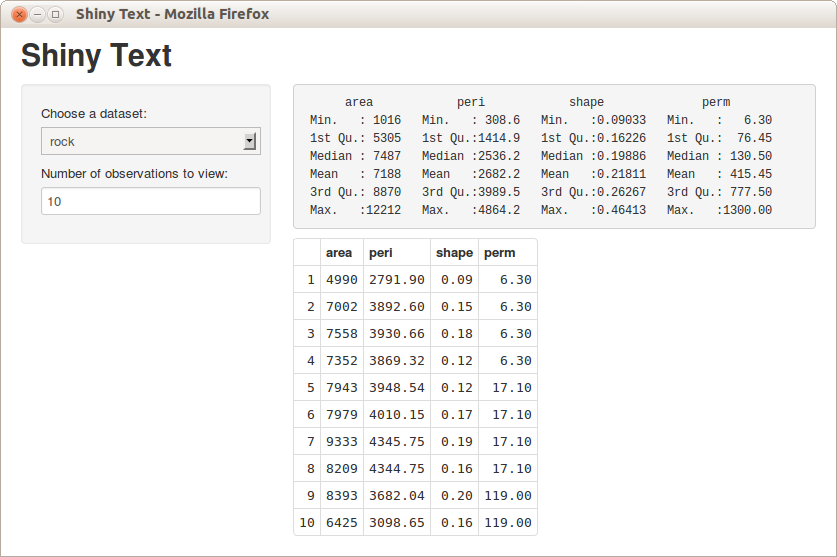 Shiny Text - Mozilla Firefox
Shiny Text
Choose a dataset:
rock
Number of observations to view:
10
area peri shape perm
Min. : 1016 Min. : 308.6 Min. :0.09033 Min. : 6.30
1st Qu.: 5305 1st Qu.:1414.9 1st Qu.:0.16226 1st Qu.: 76.45
Median : 7487 Median :2536.2 Median :0.19886 Median : 130.50
Mean : 7188 Mean :2682.2 Mean :0.21811 Mean : 415.45
3rd Qu.: 8870 3rd Qu.:3989.5 3rd Qu.:0.26267 3rd Qu.: 777.50
Max. :12212 Max. :4864.2 Max. :0.46413 Max. :1300.00
area peri shape perm
1 4990 2791.90 0.09 6.30
2 7002 3892.60 0.15 6.30
3 7558 3930.66 0.18 6.30
4 7352 3869.32 0.12 6.30
5 7943 3948.54 0.12 17.10
6 7979 4010.15 0.17 17.10
7 9333 4345.75 0.19 17.10
8 8209 4344.75 0.16 17.10
9 8393 3682.04 0.20 119.00
10 6425 3098.65 0.16 119.00